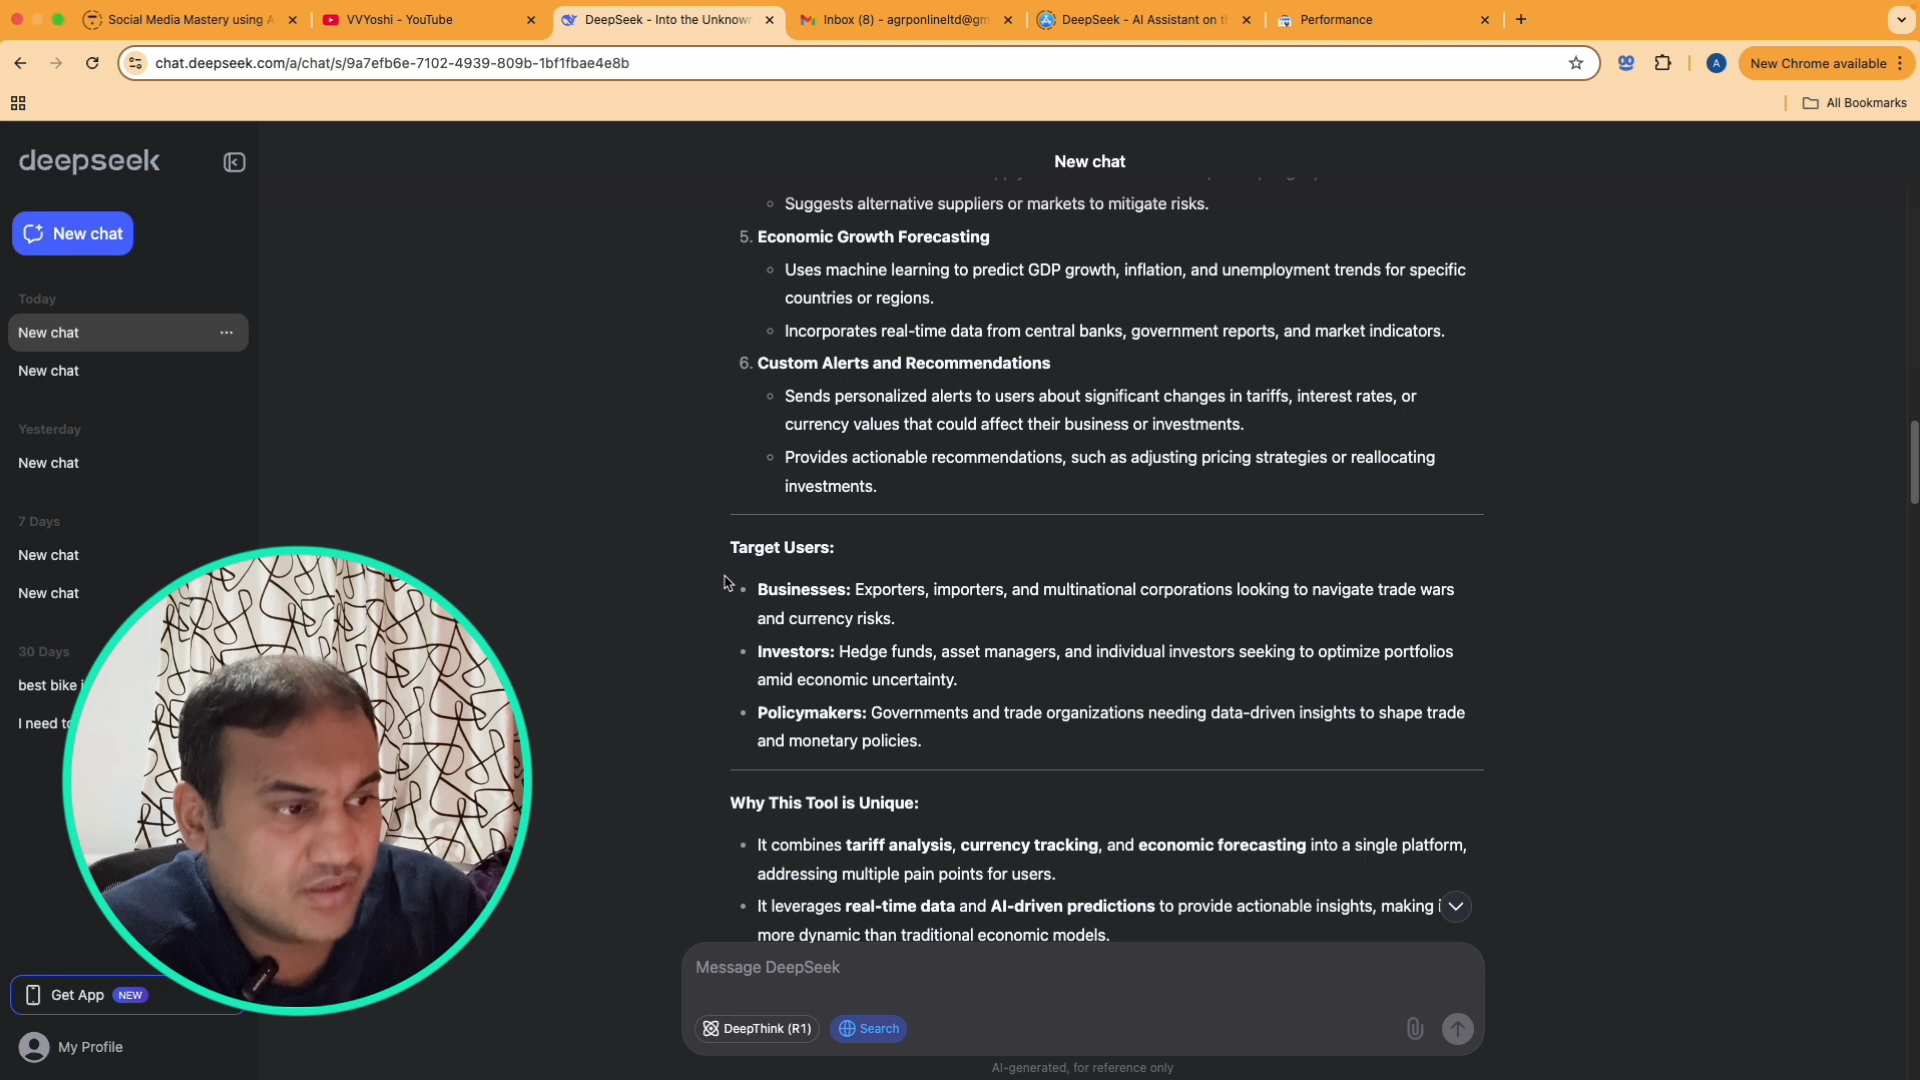 Social Media Mastery using A
VVYoshi - YouTube
DeepSeek - Into the Unknown
Inbox (8) - agrponlineltd@gm
DeepSeek - AI Assistant on th
Performance
chat.deepseek.com/a/chat/s/9a7efb6e-7102-4939-809b-1bf1fbae4e8b
A
New Chrome available
All Bookmarks
deepseek
New chat
Today
New chat
New chat
Yesterday
New chat
7 Days
New chat
New chat
30 Days
best bike i
I need to
Get App NEW
My Profile
New chat
Suggests alternative suppliers or markets to mitigate risks.
5. Economic Growth Forecasting
Uses machine learning to predict GDP growth, inflation, and unemployment trends for specific
countries or regions.
Incorporates real-time data from central banks, government reports, and market indicators.
6. Custom Alerts and Recommendations
Sends personalized alerts to users about significant changes in tariffs, interest rates, or
currency values that could affect their business or investments.
Provides actionable recommendations, such as adjusting pricing strategies or reallocating
investments.
Target Users:
Businesses: Exporters, importers, and multinational corporations looking to navigate trade wars
and currency risks.
Investors: Hedge funds, asset managers, and individual investors seeking to optimize portfolios
amid economic uncertainty.
Policymakers: Governments and trade organizations needing data-driven insights to shape trade
and monetary policies.
Why This Tool is Unique:
It combines tariff analysis, currency tracking, and economic forecasting into a single platform,
addressing multiple pain points for users.
It leverages real-time data and AI-driven predictions to provide actionable insights, making
more dynamic than traditional economic models.
Message DeepSeek
DeepThink (R1)
Search
AI-generated, for reference only